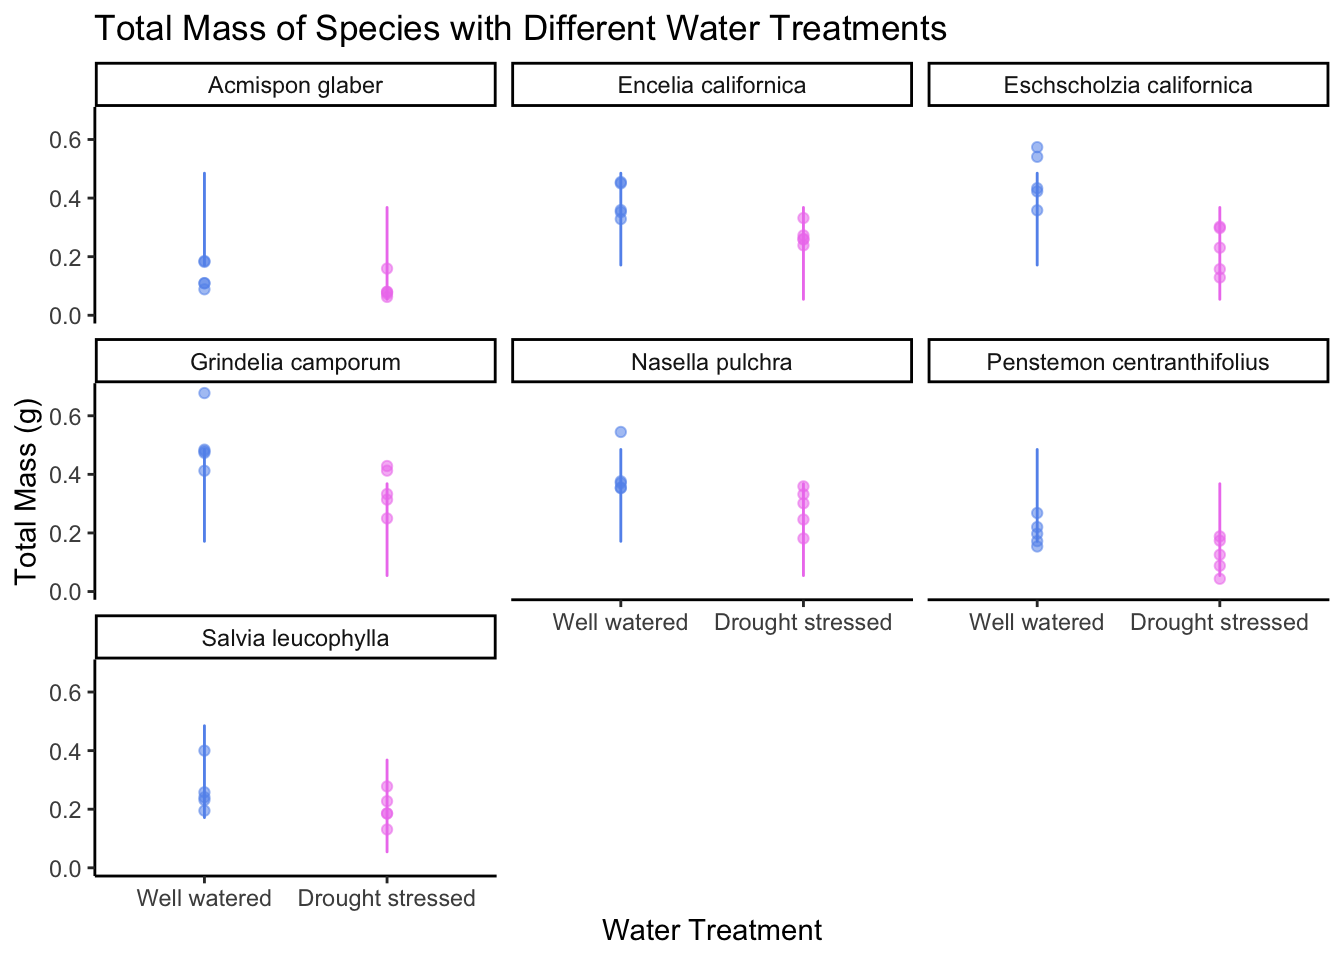 Total Mass of Species with Different Water Treatments
Acmispon glaber
Encelia californica
Eschscholzia californica
0.6
0.4
0.2
0.0
Grindelia camporum
Nasella pulchra
Penstemon centranthifolius
Total Mass (g)
0.6
0.4
0.2
0.0
Well watered Drought stressed
Well watered Drought stressed
Salvia leucophylla
0.6
0.4
0.2
0.0
Well watered Drought stressed
Water Treatment